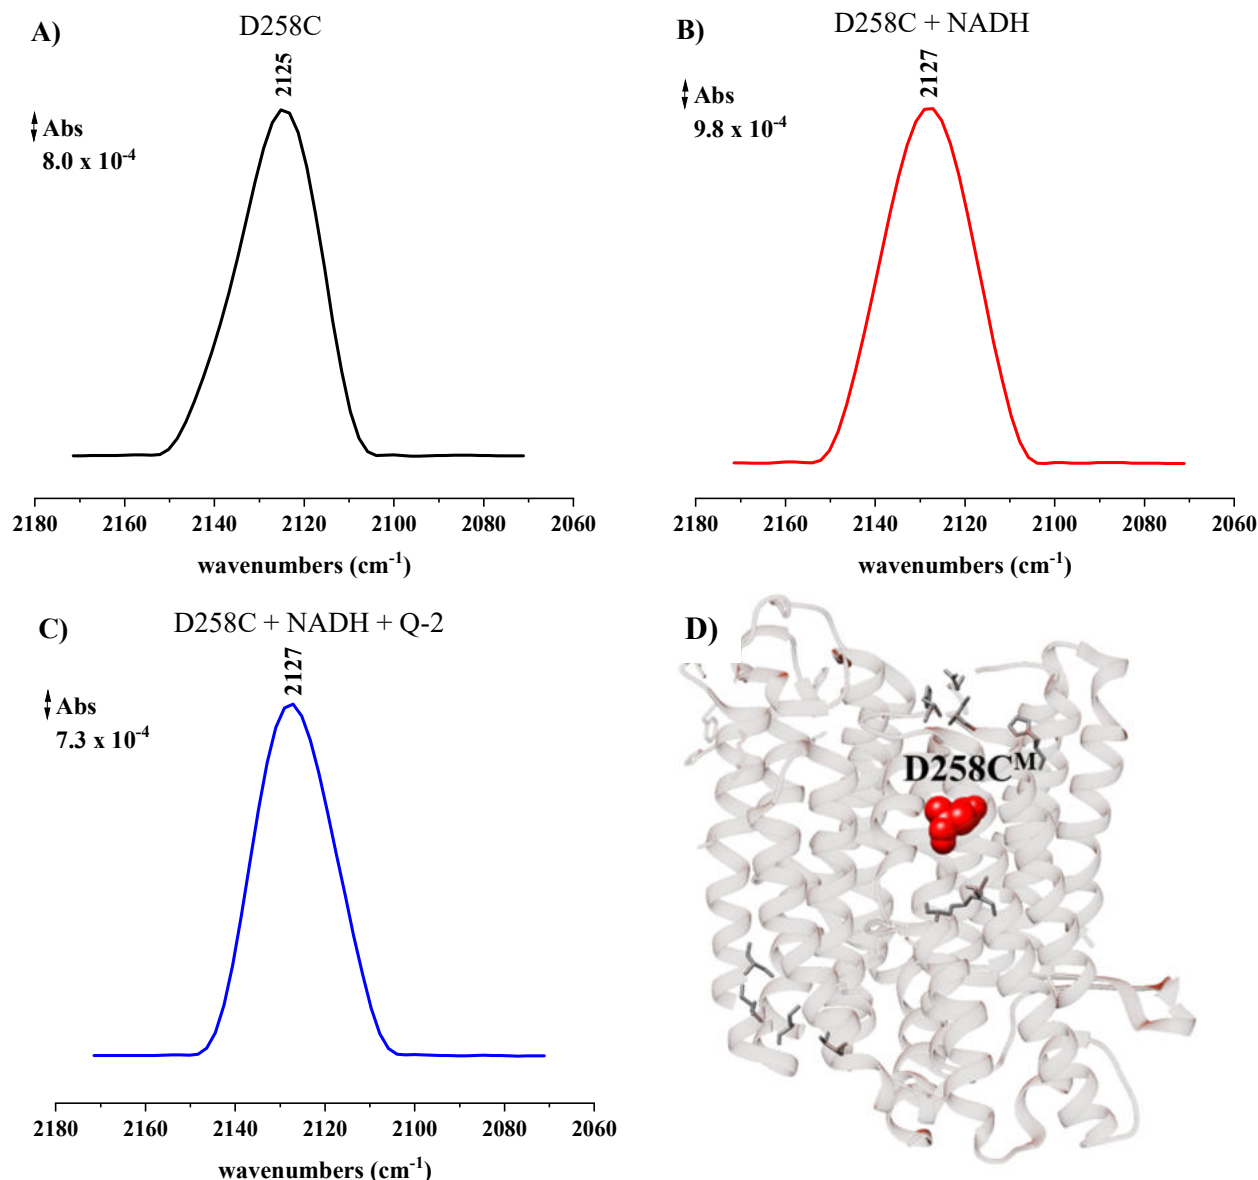 A)
D258C
2125
Abs
8.0 x 10⁻⁴
2180 2160 2140 2120 2100 2080 2060
wavenumbers (cm⁻¹)
B)
D258C + NADH
2127
Abs
9.8 x 10⁻⁴
2180 2160 2140 2120 2100 2080 2060
wavenumbers (cm⁻¹)
C)
D258C + NADH + Q-2
2127
Abs
7.3 x 10⁻⁴
2180 2160 2140 2120 2100 2080 2060
wavenumbers (cm⁻¹)
D)
D258Cᴹ